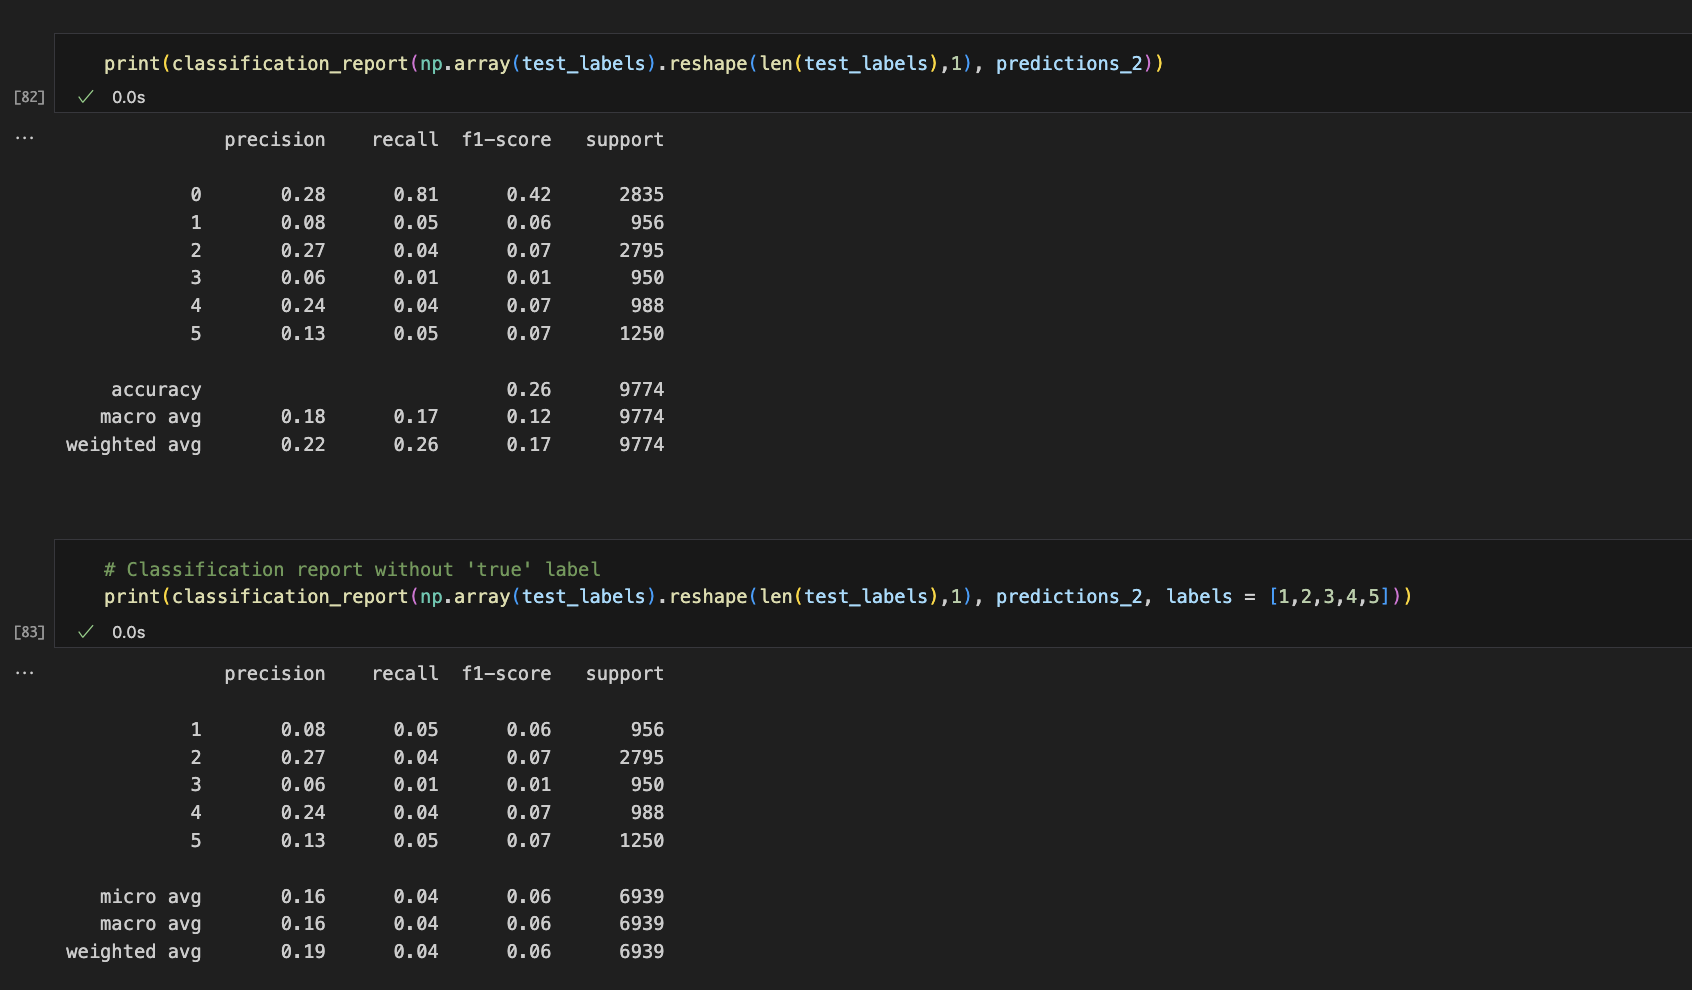 print(classification_report(np.array(test_labels).reshape(len(test_labels),1), predictions_2))
[82] ✓ 0.0s
... precision recall f1-score support
0 0.28 0.81 0.42 2835
1 0.08 0.05 0.06 956
2 0.27 0.04 0.07 2795
3 0.06 0.01 0.01 950
4 0.24 0.04 0.07 988
5 0.13 0.05 0.07 1250
accuracy 0.26 9774
macro avg 0.18 0.17 0.12 9774
weighted avg 0.22 0.26 0.17 9774
# Classification report without 'true' label
print(classification_report(np.array(test_labels).reshape(len(test_labels),1), predictions_2, labels = [1,2,3,4,5]))
[83] ✓ 0.0s
... precision recall f1-score support
1 0.08 0.05 0.06 956
2 0.27 0.04 0.07 2795
3 0.06 0.01 0.01 950
4 0.24 0.04 0.07 988
5 0.13 0.05 0.07 1250
micro avg 0.16 0.04 0.06 6939
macro avg 0.16 0.04 0.06 6939
weighted avg 0.19 0.04 0.06 6939